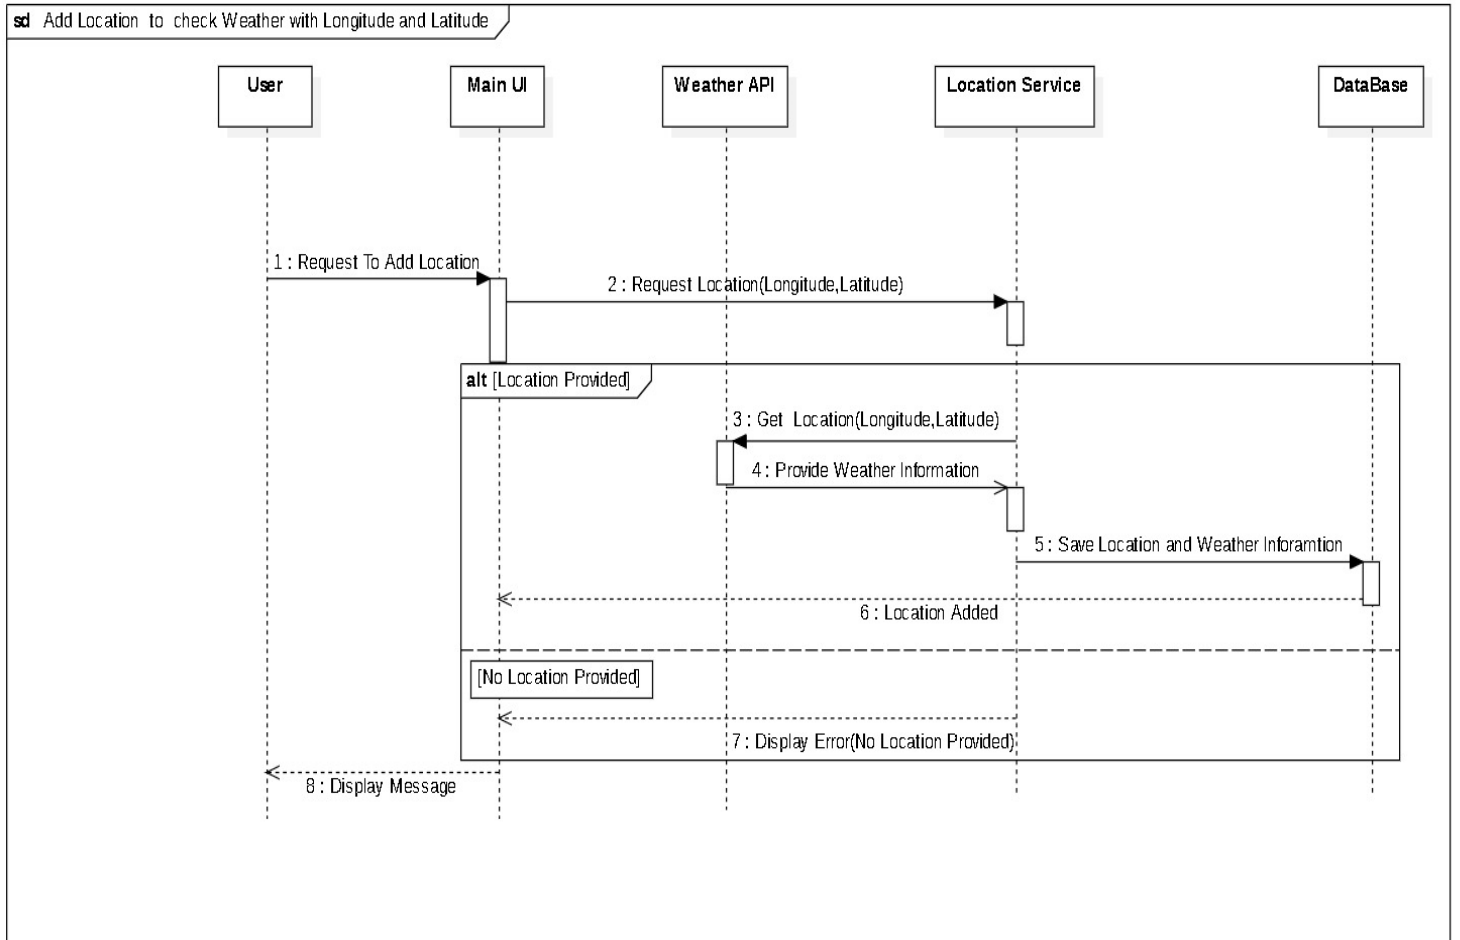 sd Add Location to check Weather with Longitude and Latitude
User
Main UI
Weather API
Location Service
DataBase
1 : Request To Add Location
2 : Request Location(Longitude,Latitude)
alt [Location Provided]
3 : Get Location(Longitude,Latitude)
4 : Provide Weather Information
5 : Save Location and Weather Inforamtion
6 : Location Added
[No Location Provided]
7 : Display Error(No Location Provided)
8 : Display Message